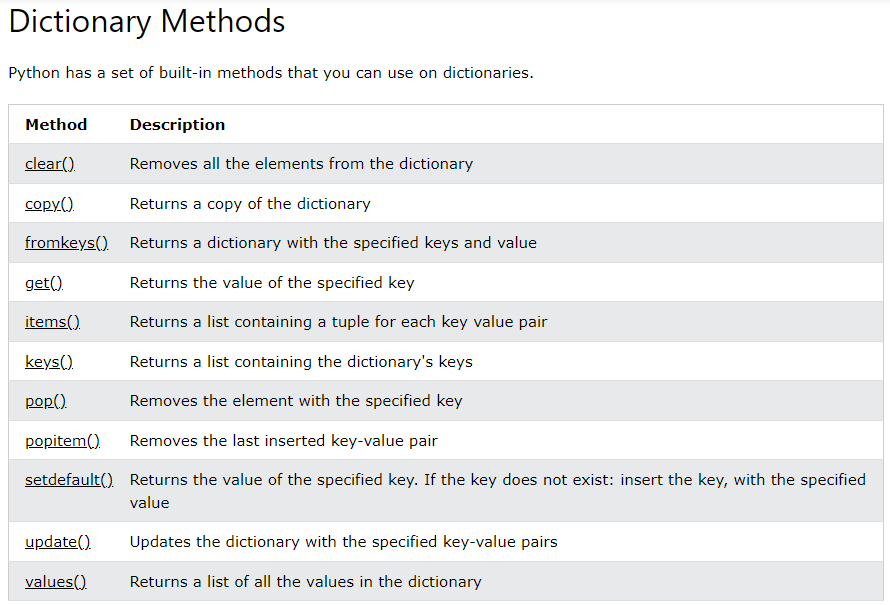 Dictionary Methods
Python has a set of built-in methods that you can use on dictionaries.
Method Description
clear() Removes all the elements from the dictionary
copy() Returns a copy of the dictionary
fromkeys() Returns a dictionary with the specified keys and value
get() Returns the value of the specified key
items() Returns a list containing a tuple for each key value pair
keys() Returns a list containing the dictionary's keys
pop() Removes the element with the specified key
popitem() Removes the last inserted key-value pair
setdefault() Returns the value of the specified key. If the key does not exist: insert the key, with the specified
value
update() Updates the dictionary with the specified key-value pairs
values() Returns a list of all the values in the dictionary